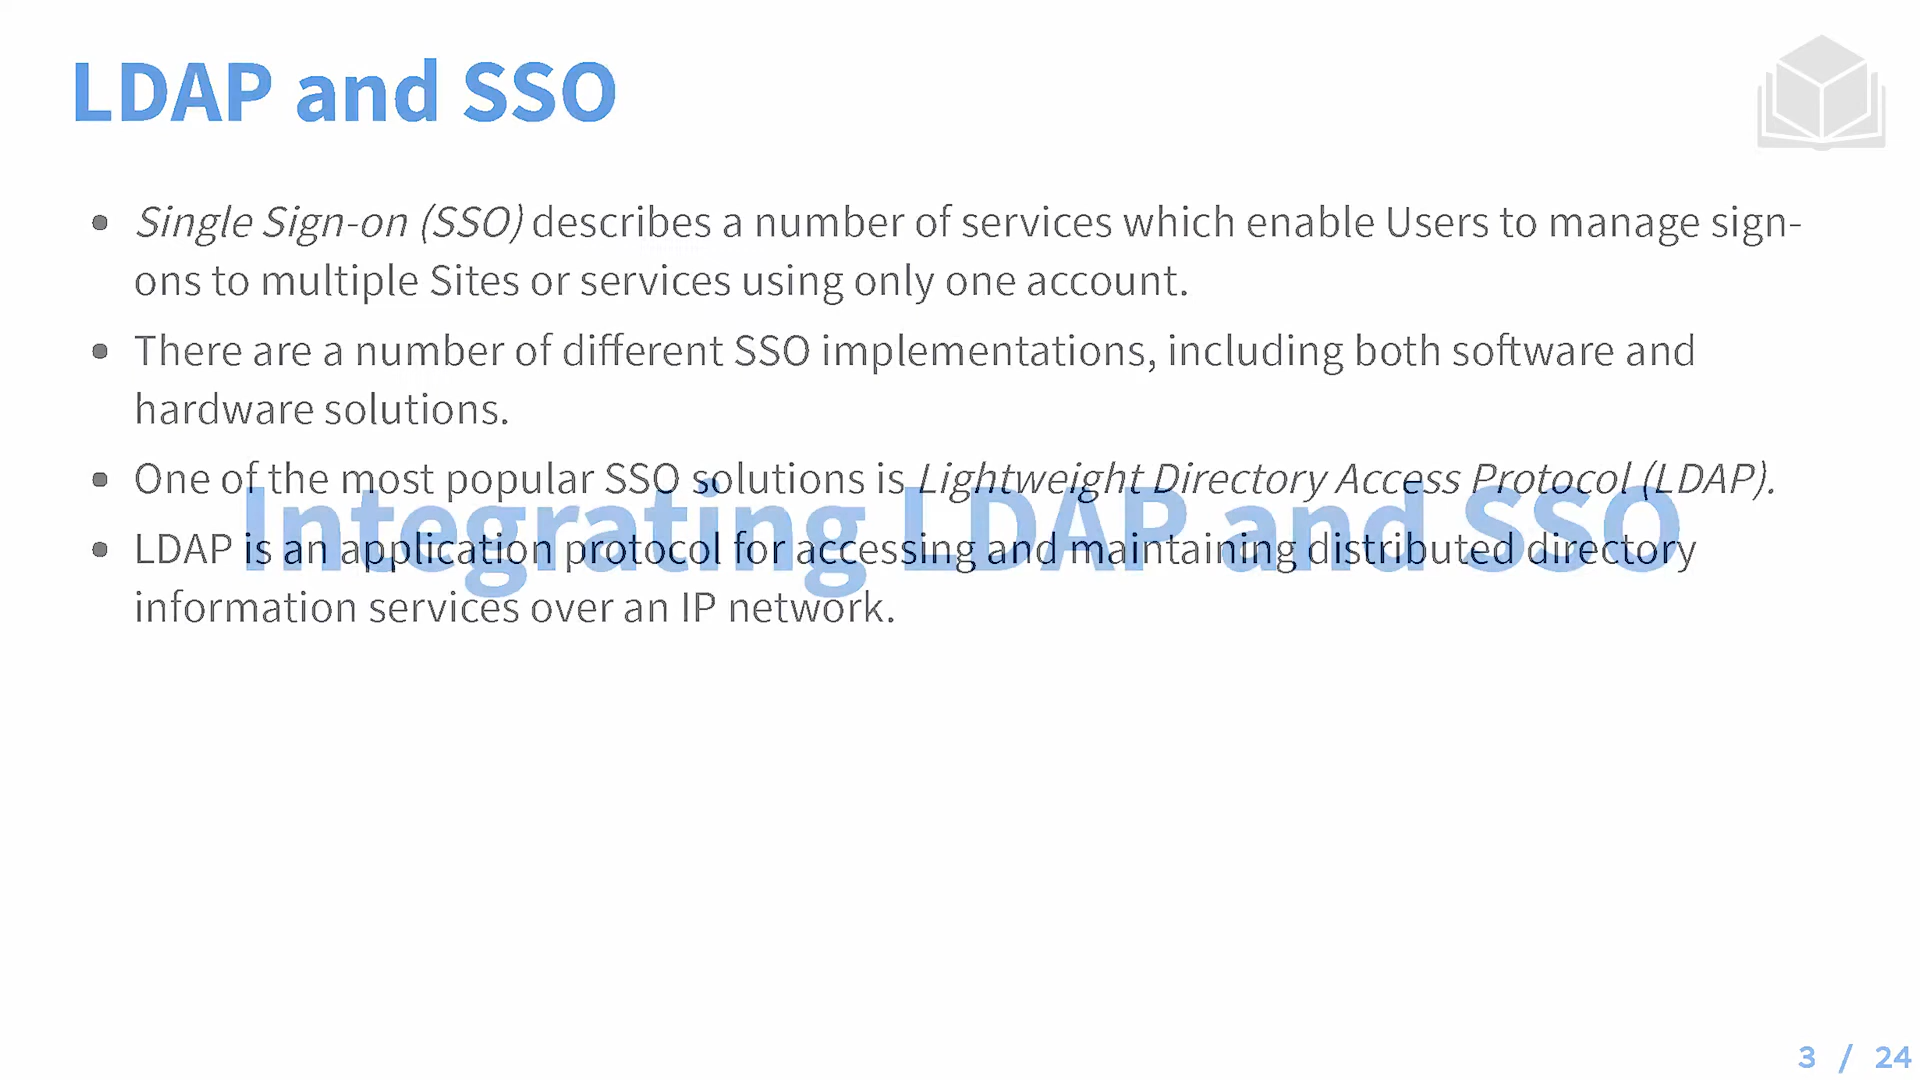 LDAP and SSO
• Single Sign-on (SSO) describes a number of services which enable Users to manage sign-
ons to multiple Sites or services using only one account.
• There are a number of different SSO implementations, including both software and
hardware solutions.
• One of the most popular SSO solutions is Lightweight Directory Access Protocol (LDAP).
Integrating LDAP and SSO
• LDAP is an application protocol for accessing and maintaining distributed directory
information services over an IP network.
3 / 24